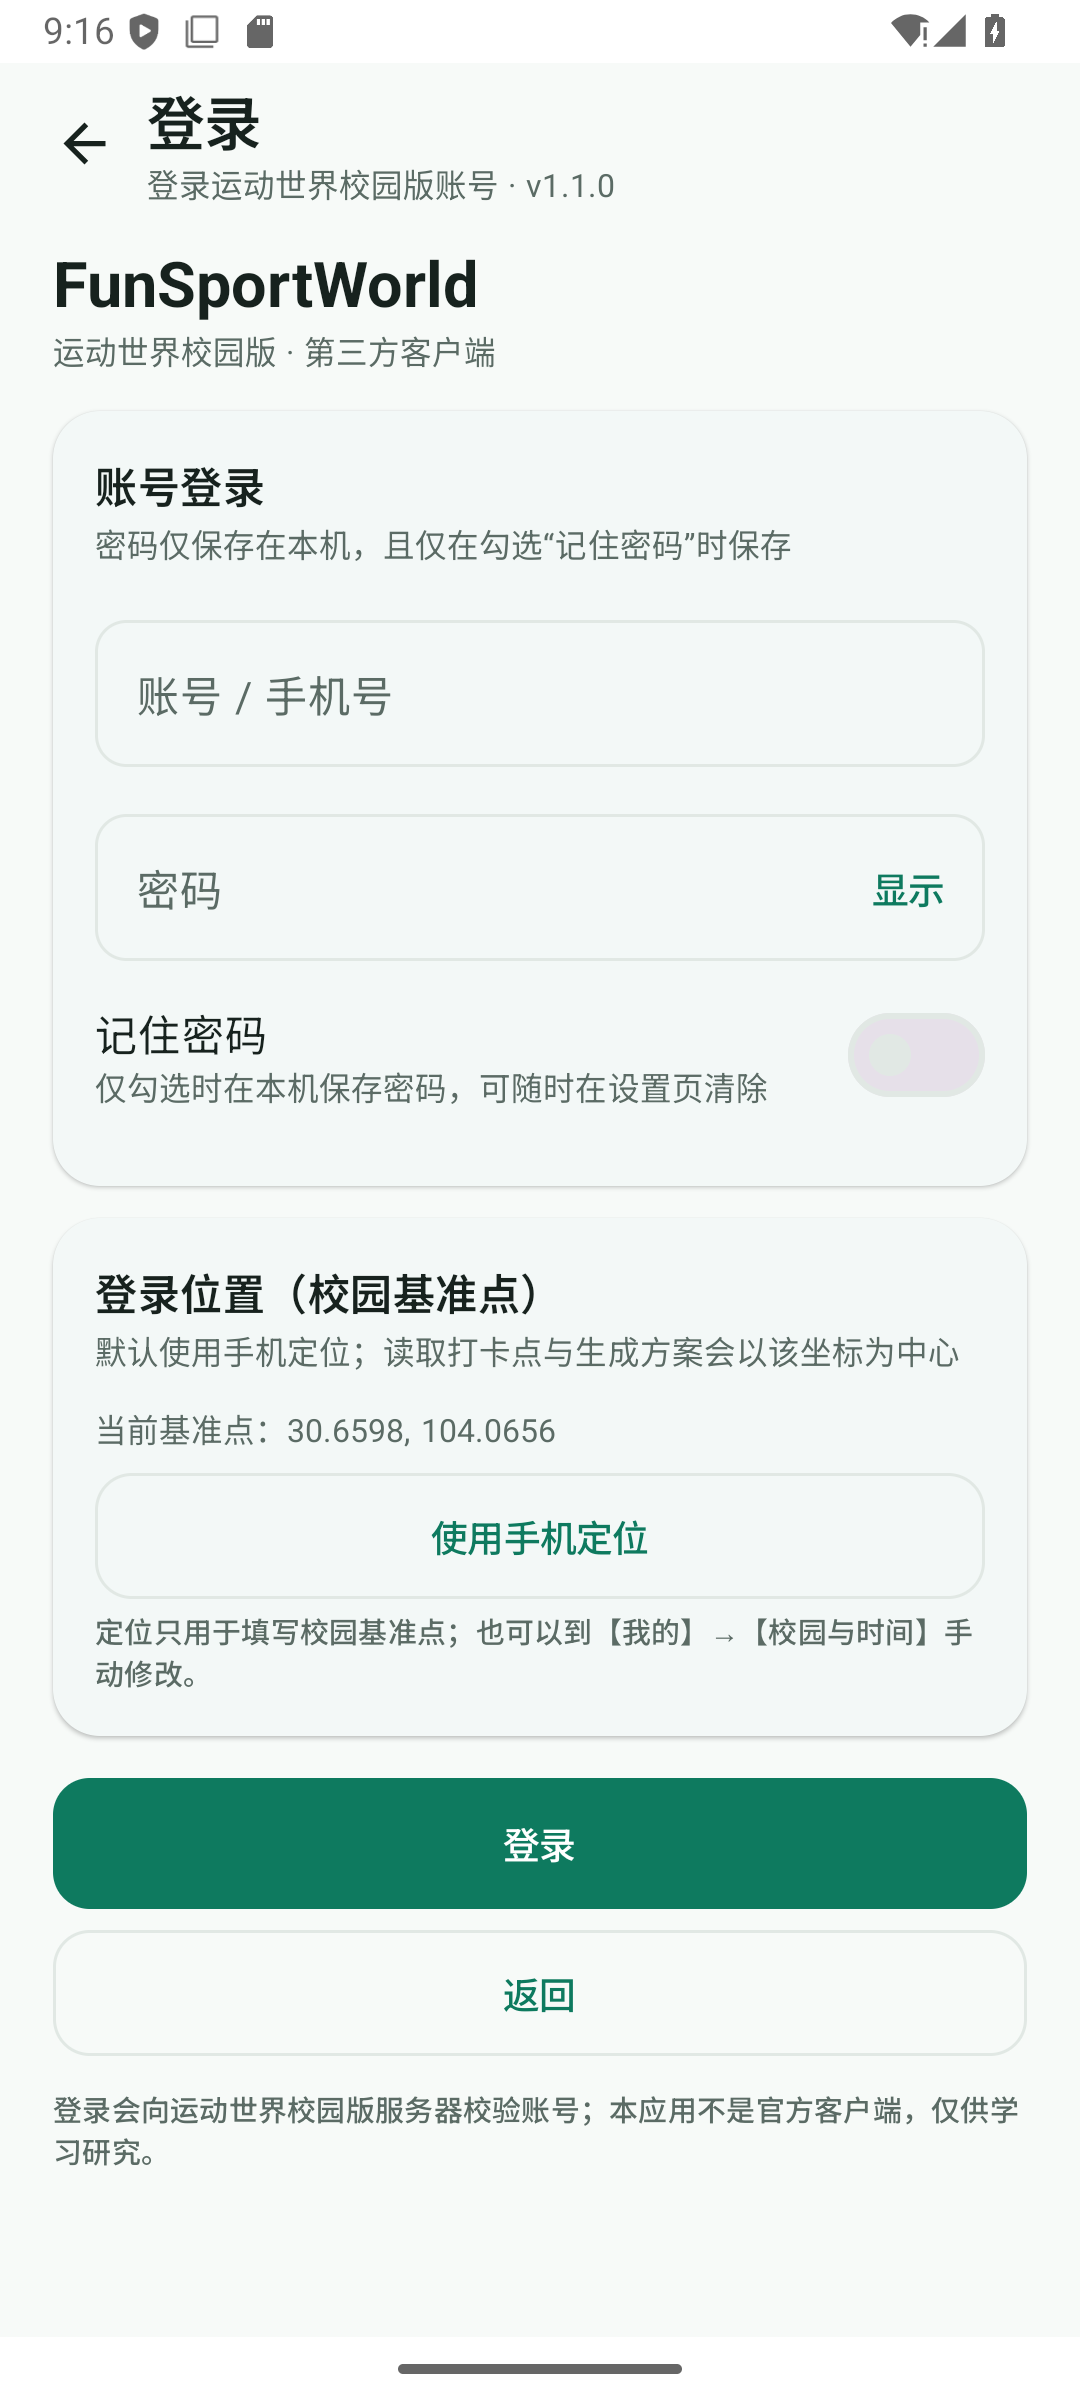 9:16
登录
登录运动世界校园版账号 · v1.1.0
FunSportWorld
运动世界校园版 · 第三方客户端
账号登录
密码仅保存在本机，且仅在勾选“记住密码”时保存
账号 / 手机号
密码
显示
记住密码
仅勾选时在本机保存密码，可随时在设置页清除
登录位置（校园基准点）
默认使用手机定位；读取打卡点与生成方案会以该坐标为中心
当前基准点：30.6598, 104.0656
使用手机定位
定位只用于填写校园基准点；也可以到【我的】→【校园与时间】手
动修改。
登录
返回
登录会向运动世界校园版服务器校验账号；本应用不是官方客户端，仅供学
习研究。